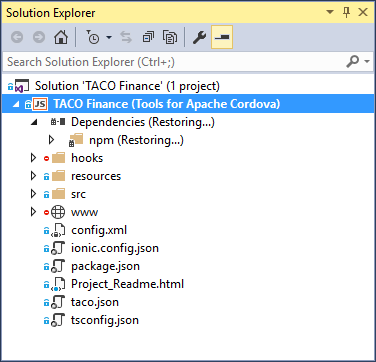 Solution Explorer
Search Solution Explorer (Ctrl+;)
Solution 'TACO Finance' (1 project)
JS TACO Finance (Tools for Apache Cordova)
Dependencies (Restoring...)
npm (Restoring...)
hooks
resources
src
www
config.xml
ionic.config.json
package.json
Project_Readme.html
taco.json
tsconfig.json